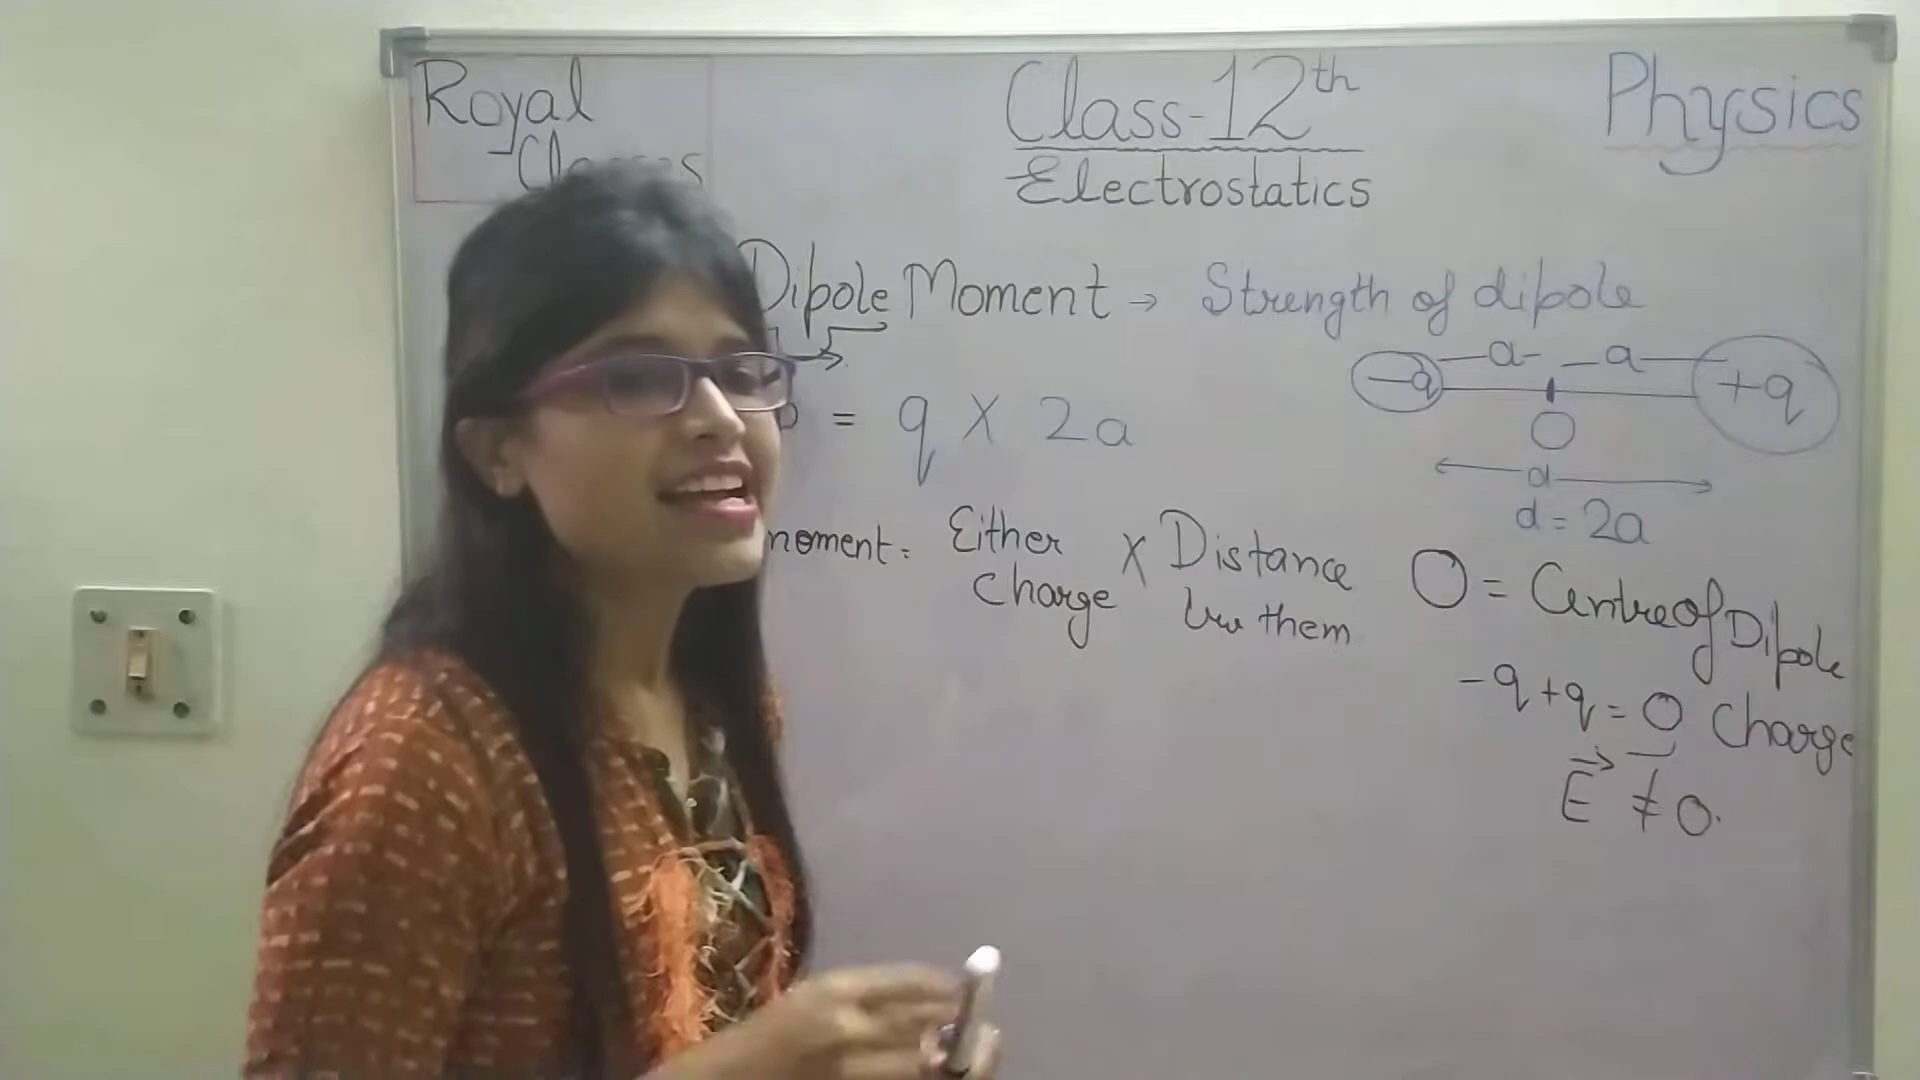 Royal
Classes
Class-12th
Electrostatics
Physics
Dipole Moment → Strength of dipole
-q -a- -a- +q
O
d
d = 2a
= q X 2a
moment = Either Charge X Distance b/w them
O = Centre of Dipole
-q +q = 0 Charge
E ≠ 0.